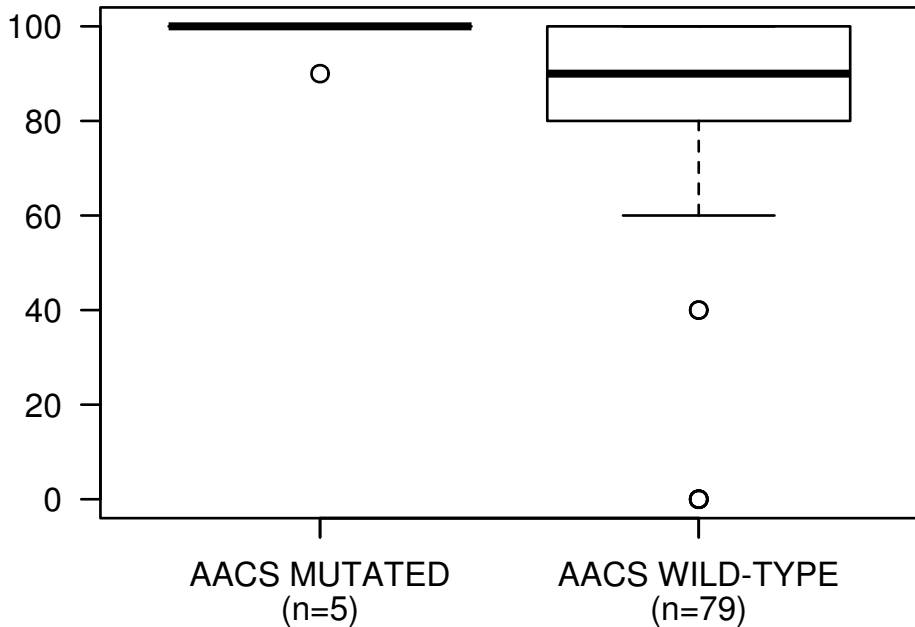 100
80
60
40
20
0
AACS MUTATED
(n=5)
AACS WILD-TYPE
(n=79)